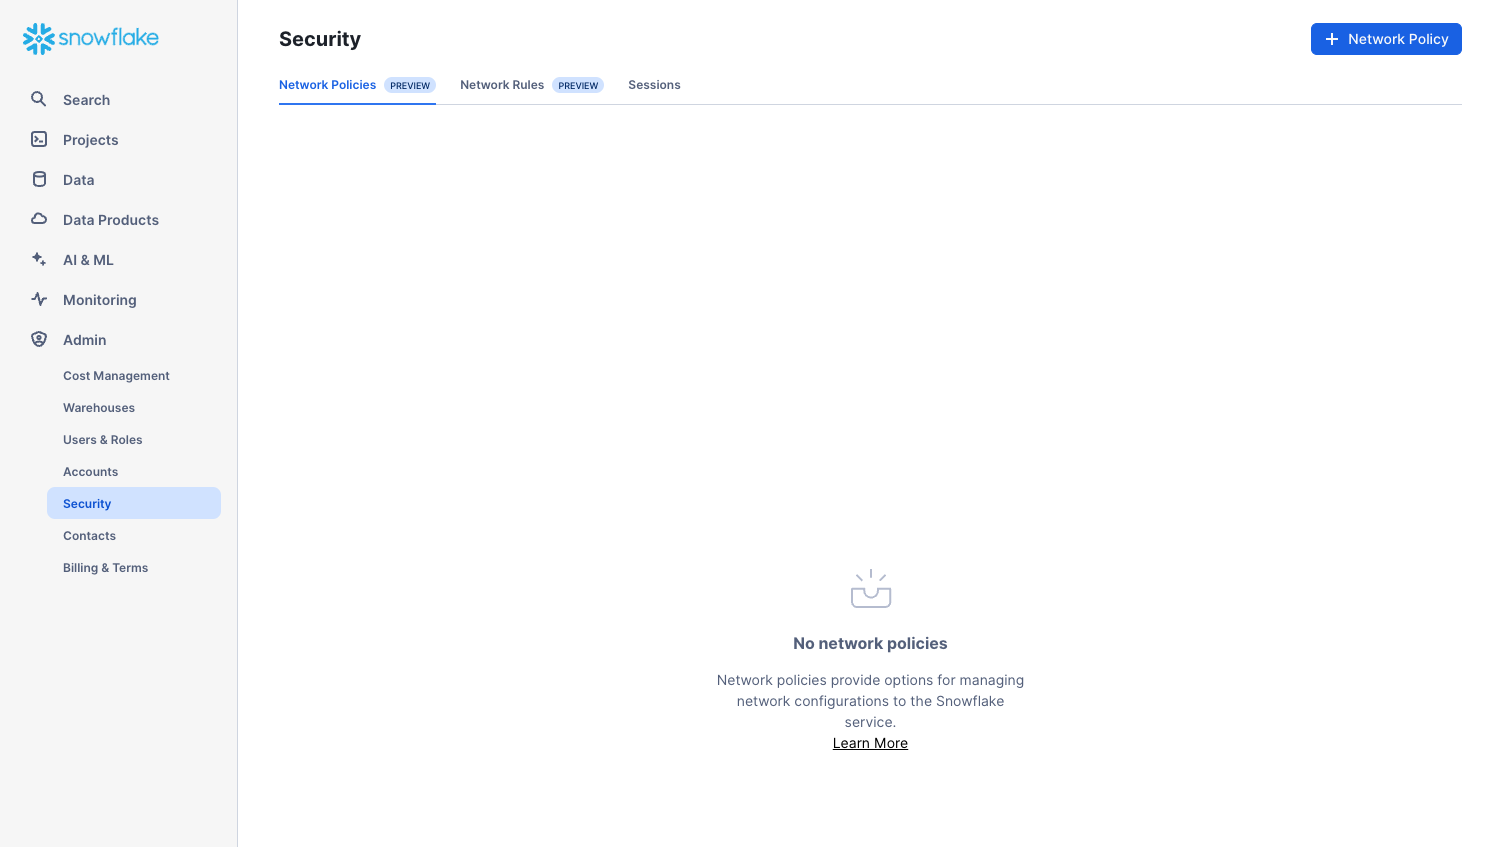 snowflake
Search
Projects
Data
Data Products
AI & ML
Monitoring
Admin
Cost Management
Warehouses
Users & Roles
Accounts
Security
Contacts
Billing & Terms
Security
Network Policy
Network Policies PREVIEW Network Rules PREVIEW Sessions
No network policies
Network policies provide options for managing
network configurations to the Snowflake
service.
Learn More